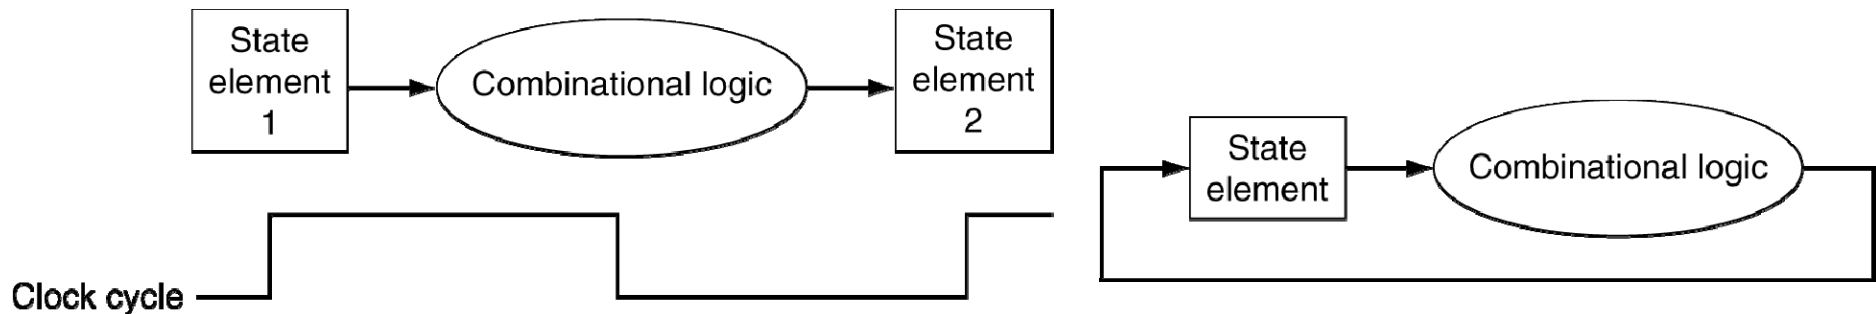 State
element
1
Combinational logic
State
element
2
Clock cycle
State
element
Combinational logic